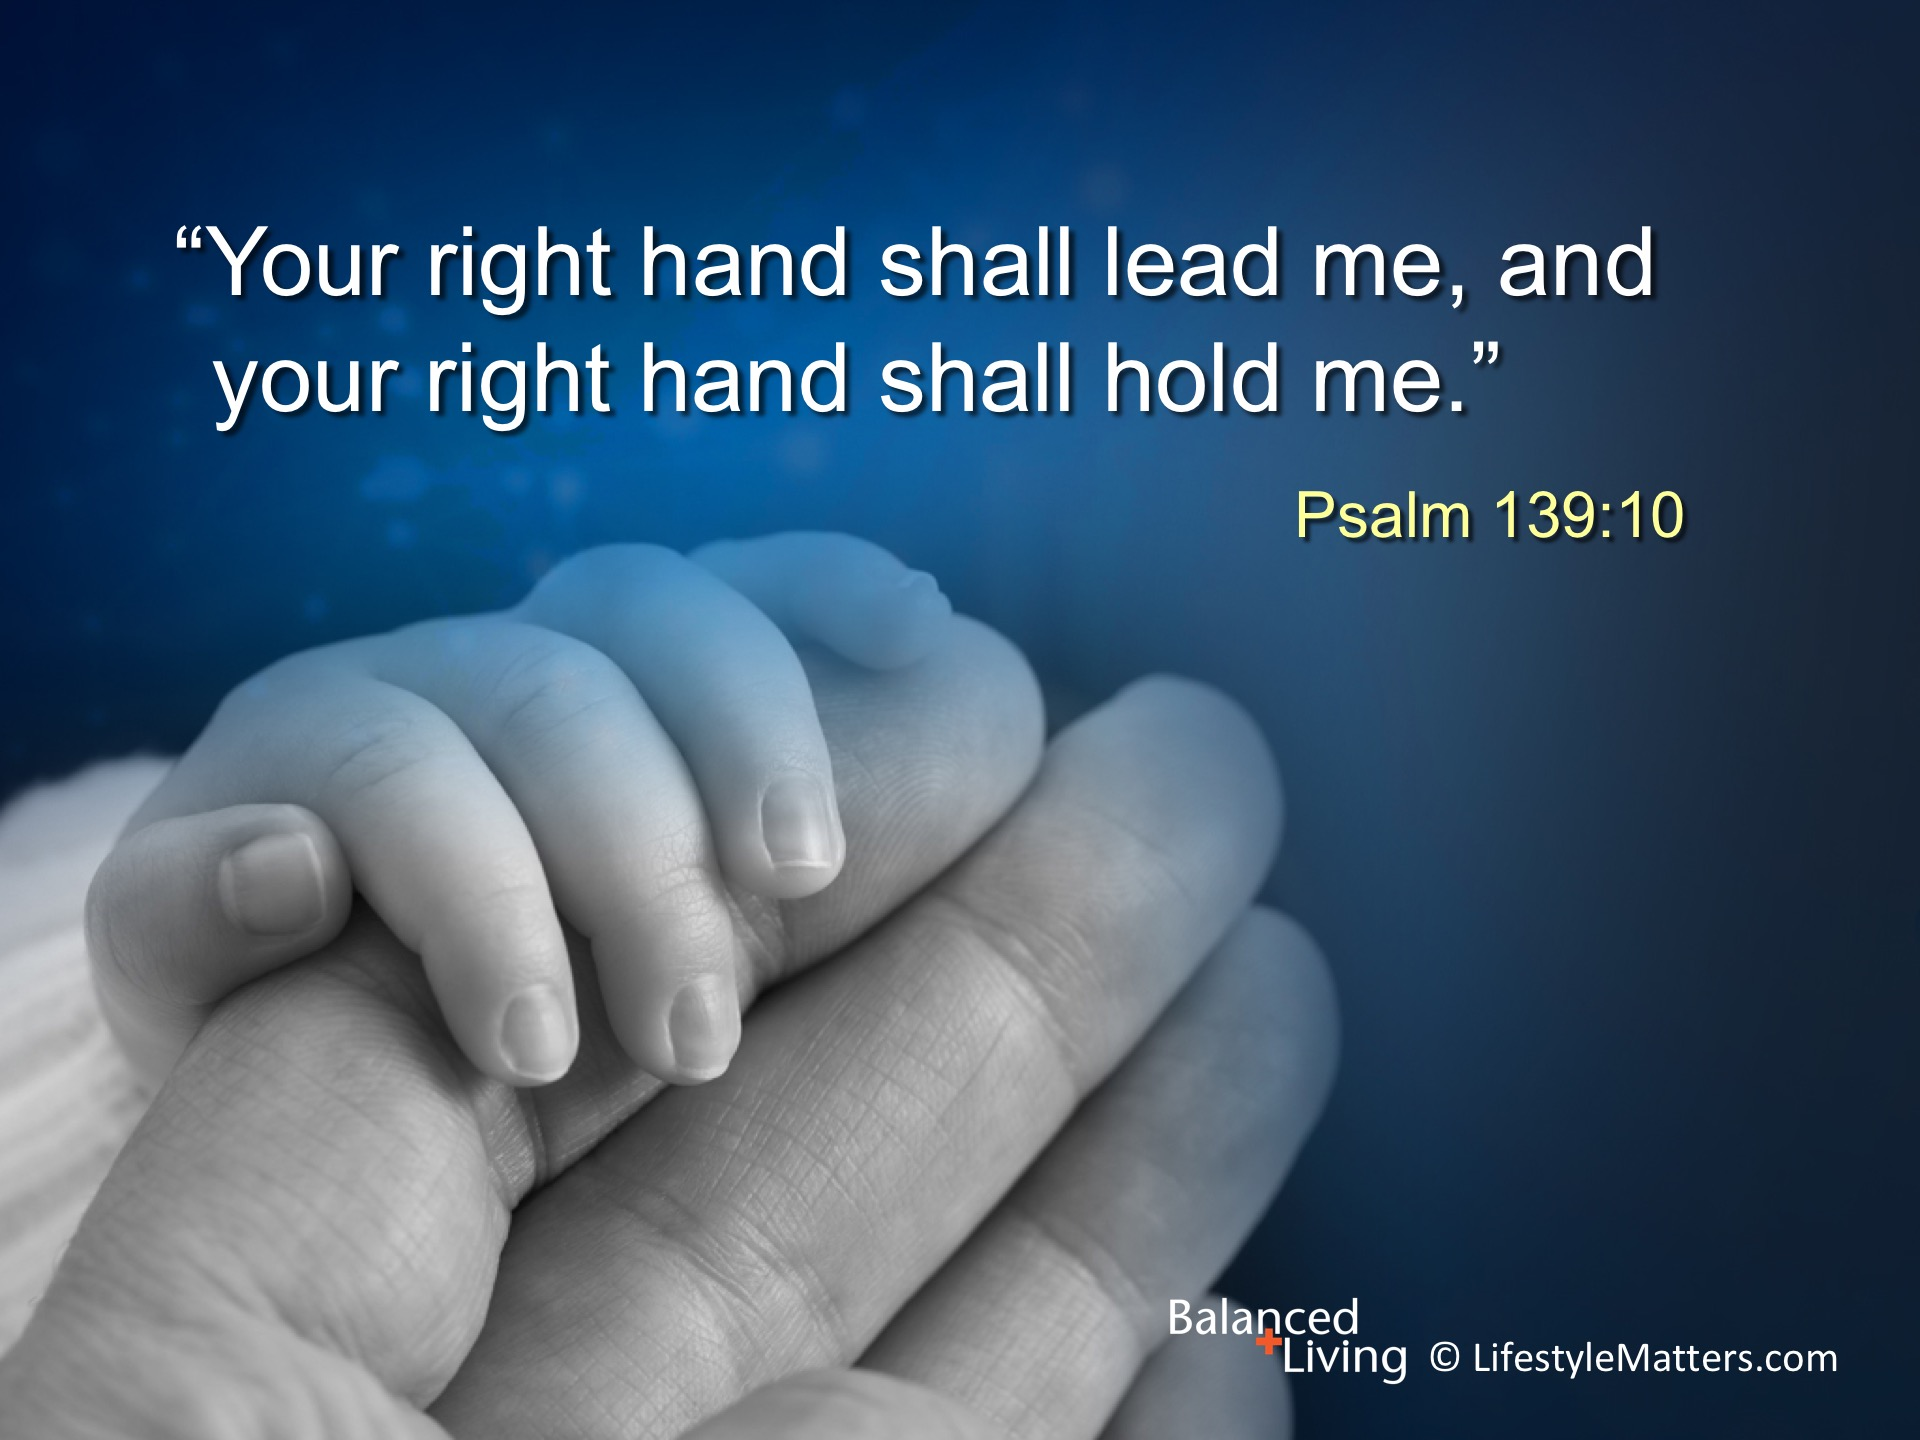 “Your right hand shall lead me, and
your right hand shall hold me.”
Psalm 139:10
Balanced
Living © LifestyleMatters.com